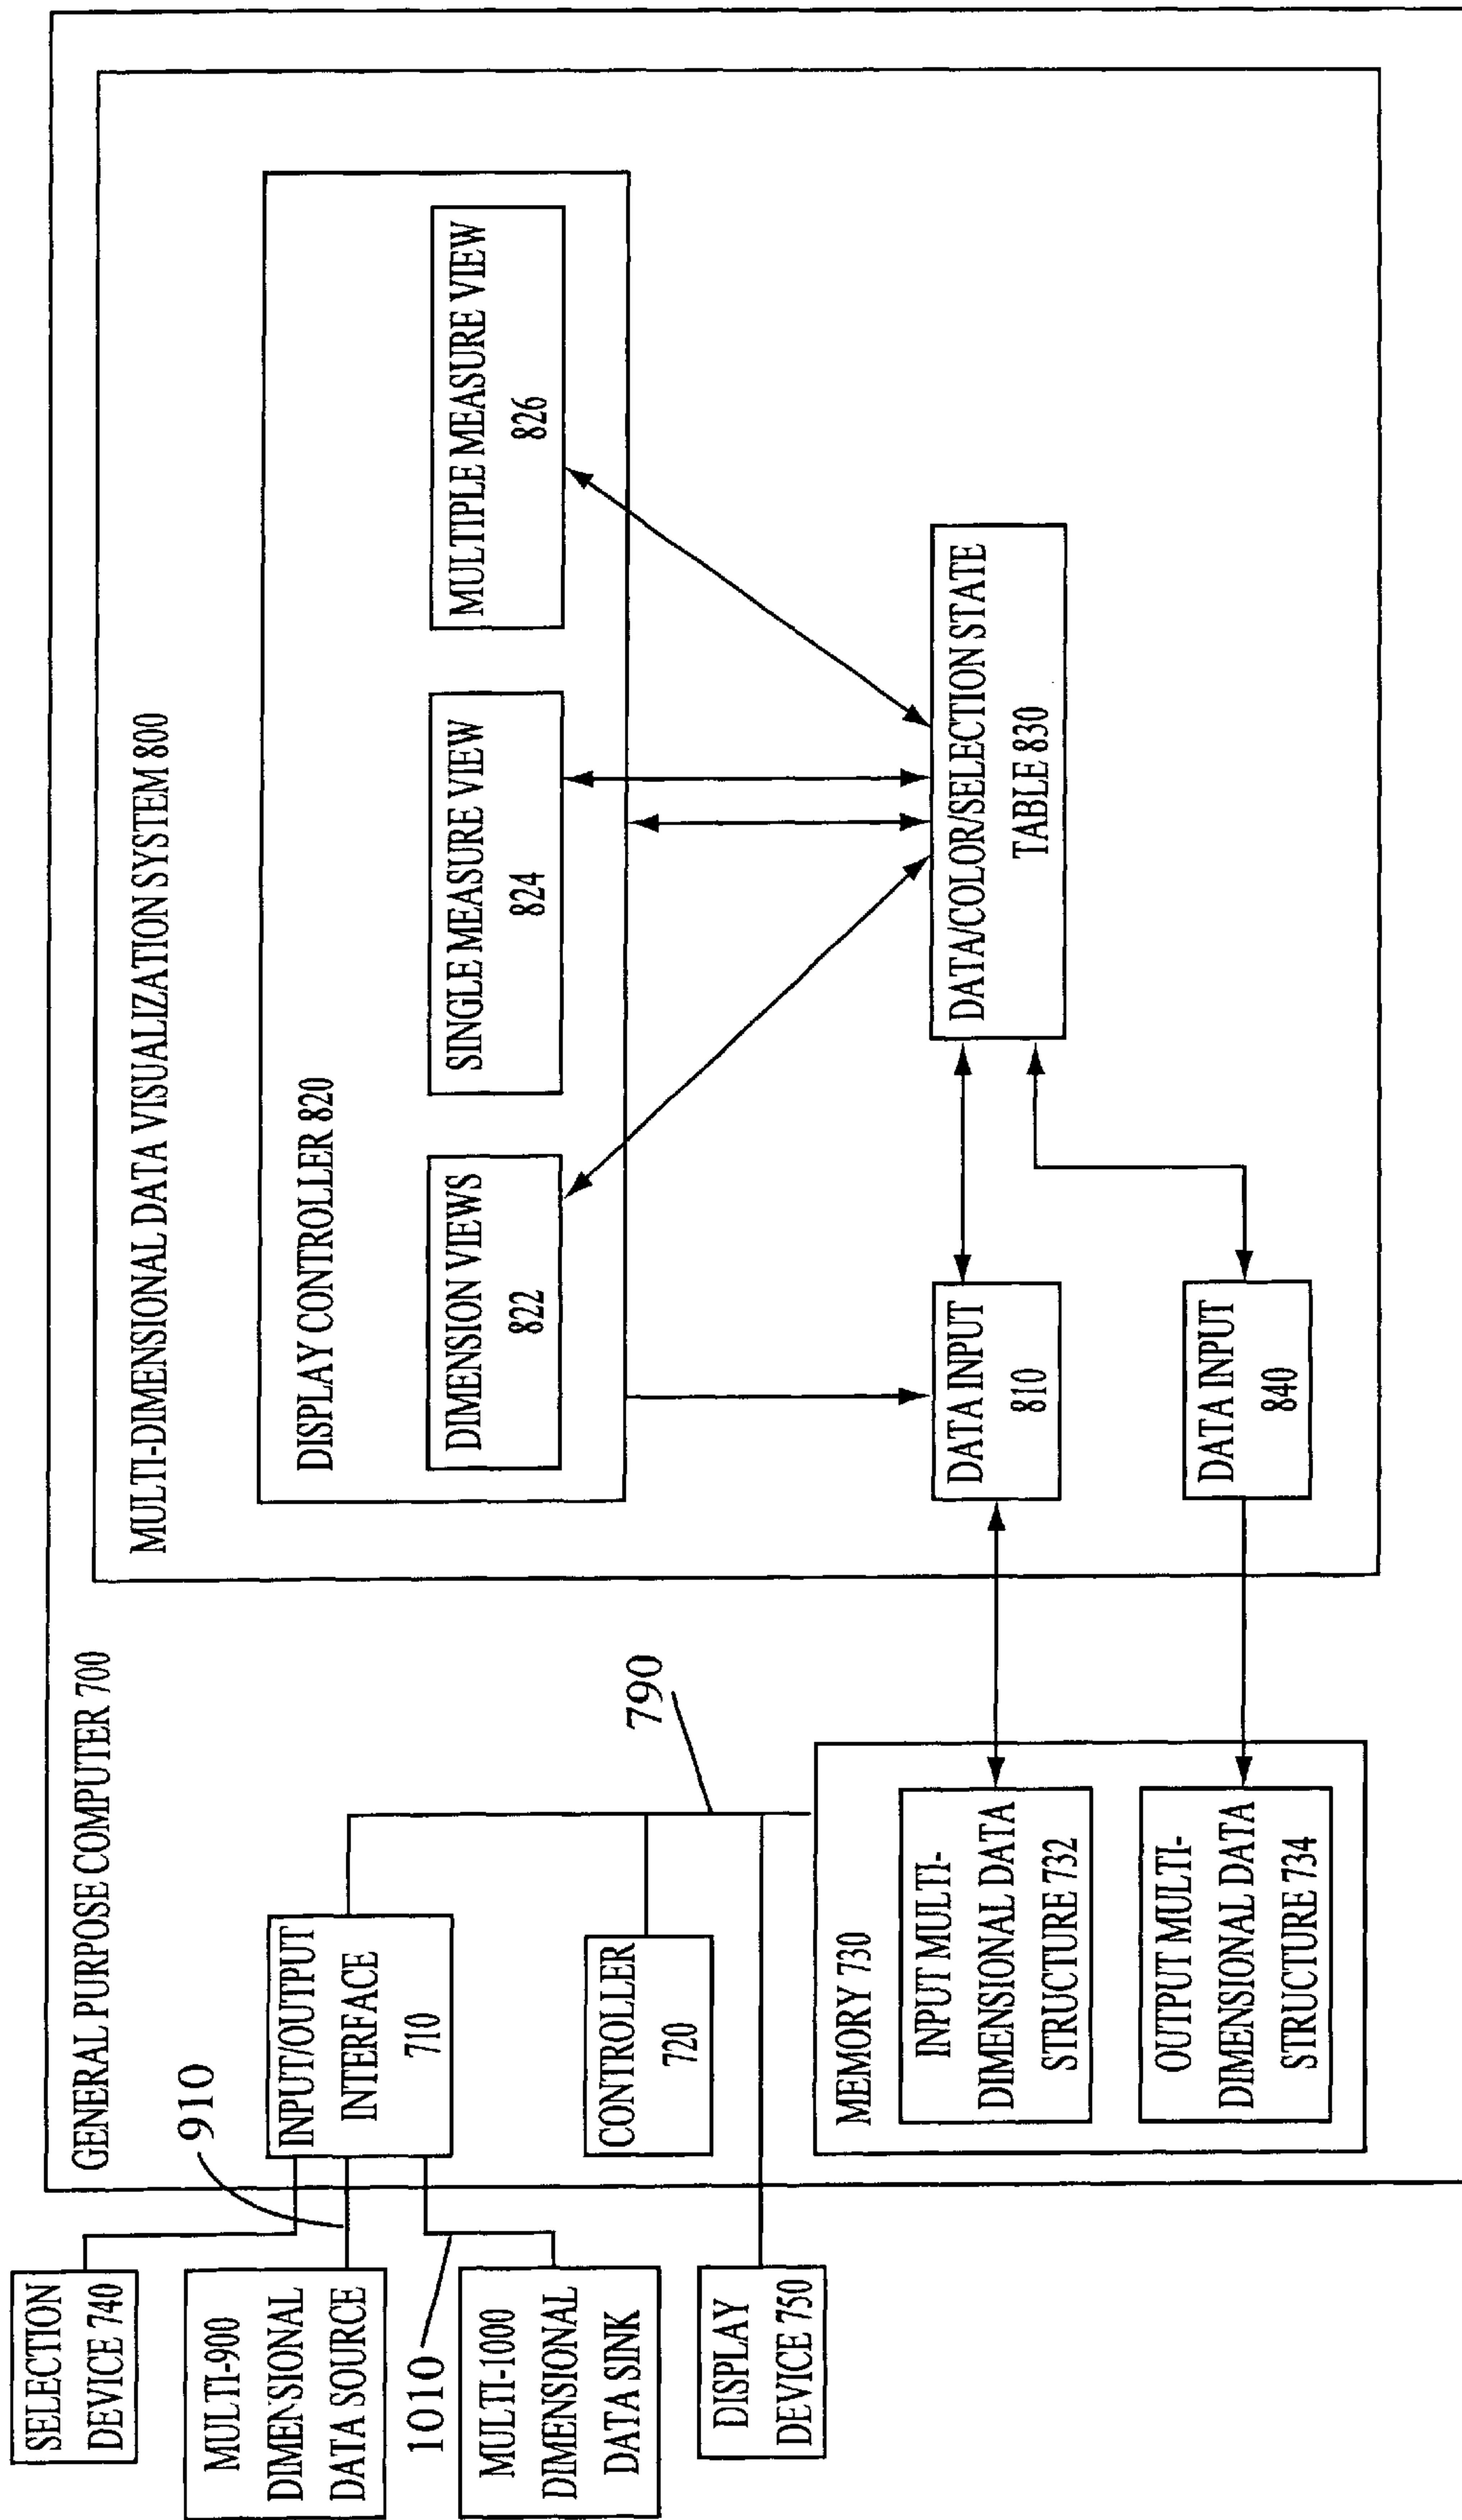 GENERAL PURPOSE COMPUTER 700
SELECTION
DEVICE 740
MULTI-900
DIMENSIONAL
DATA SOURCE
910
1010
MULTI-1000
DIMENSIONAL
DATA SINK
DISPLAY
DEVICE 750
INPUT/OUTPUT
INTERFACE
710
CONTROLLER
720
790
MEMORY 730
INPUT MULTI-
DIMENSIONAL DATA
STRUCTURE 732
OUTPUT MULTI-
DIMENSIONAL DATA
STRUCTURE 734
MULTI-DIMENSIONAL DATA VISUALIZATION SYSTEM 800
DISPLAY CONTROLLER 820
DIMENSION VIEWS
822
SINGLE MEASURE VIEW
824
MULTIPLE MEASURE VIEW
826
DATA INPUT
810
DATA/COLOR/SELECTION STATE
TABLE 830
DATA INPUT
840